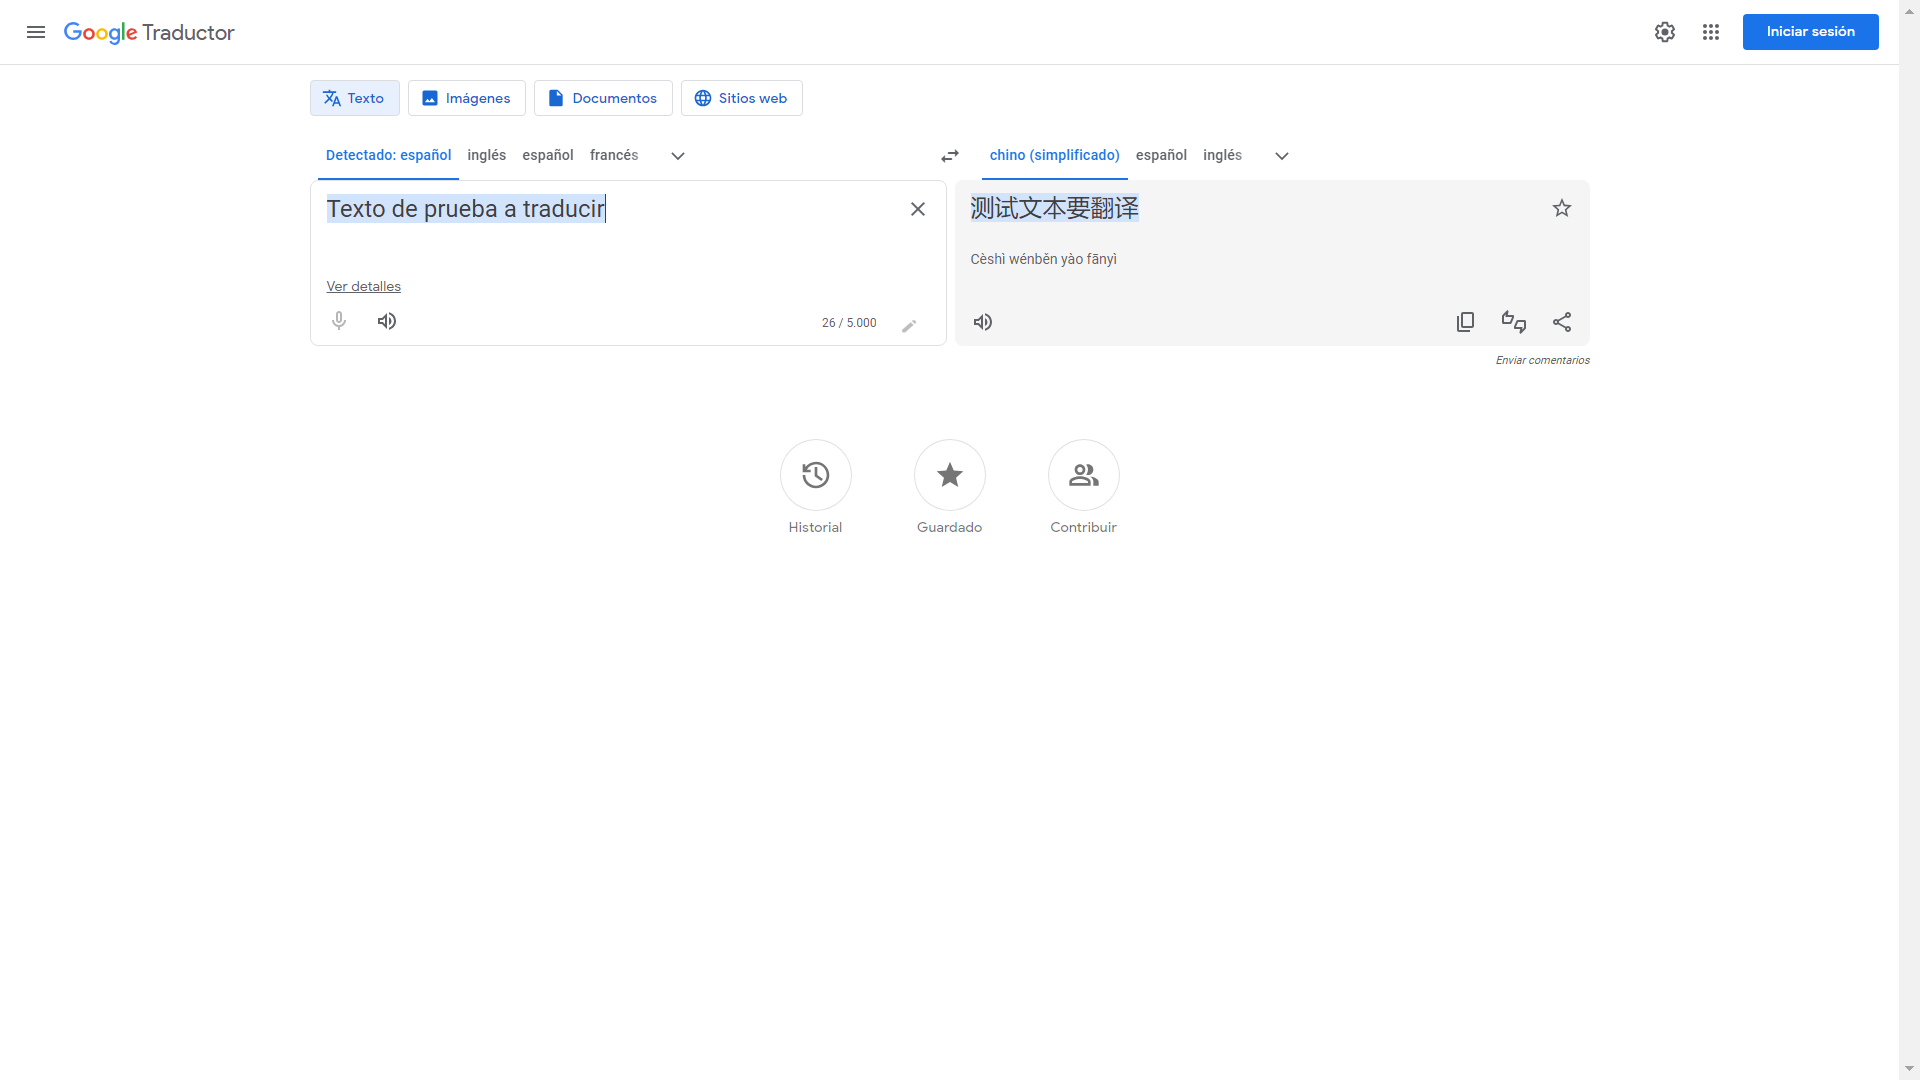 Google Traductor
Iniciar sesión
Texto
Imágenes
Documentos
Sitios web
Detectado: español
inglés
español
francés
chino (simplificado)
español
inglés
Texto de prueba a traducir
测试文本要翻译
Cèshì wénběn yào fānyì
Ver detalles
26 / 5.000
Enviar comentarios
Historial
Guardado
Contribuir